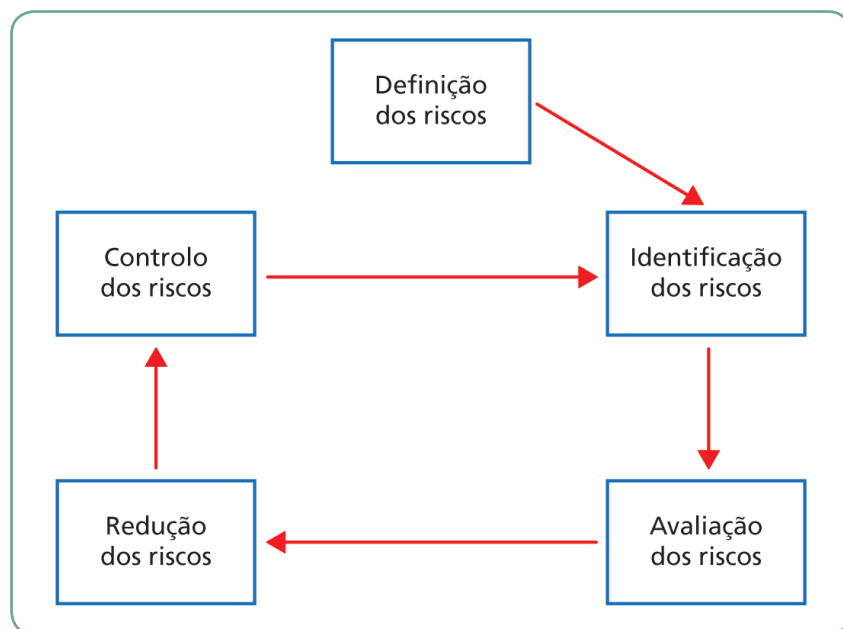 Definição
dos riscos
Controlo
dos riscos
Identificação
dos riscos
Redução
dos riscos
Avaliação
dos riscos